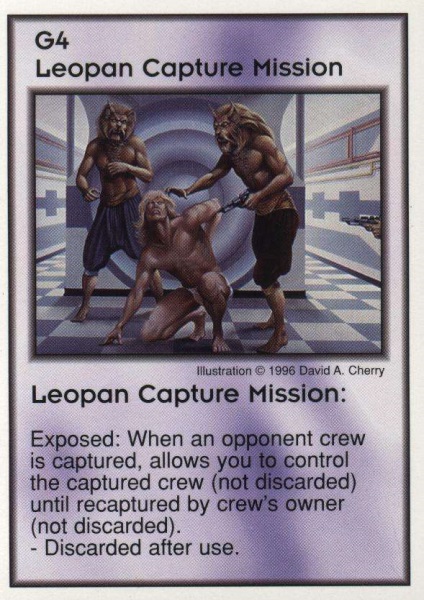 G4
Leopan Capture Mission
Illustration © 1996 David A. Cherry
Leopan Capture Mission:
Exposed: When an opponent crew
is captured, allows you to control
the captured crew (not discarded)
until recaptured by crew's owner
(not discarded).
- Discarded after use.